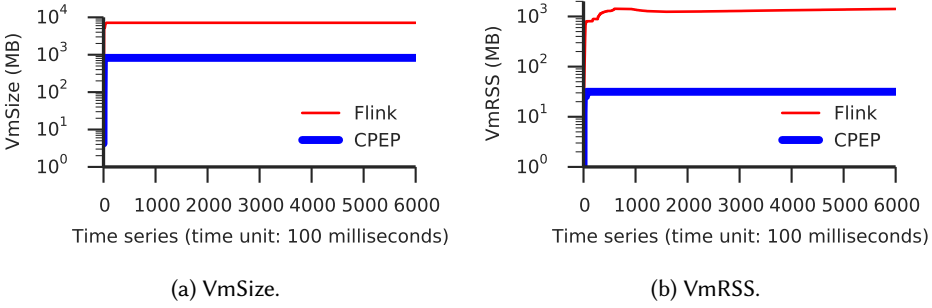 VmSize (MB)
10^4
10^3
10^2
10^1
10^0
Flink
CPEP
0 1000 2000 3000 4000 5000 6000
Time series (time unit: 100 milliseconds)
(a) VmSize.
VmRSS (MB)
10^3
10^2
10^1
10^0
Flink
CPEP
0 1000 2000 3000 4000 5000 6000
Time series (time unit: 100 milliseconds)
(b) VmRSS.